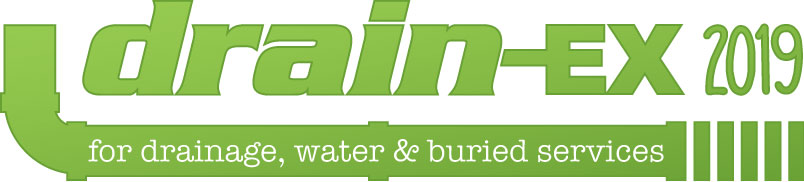 drain-EX 2019
for drainage, water & buried services